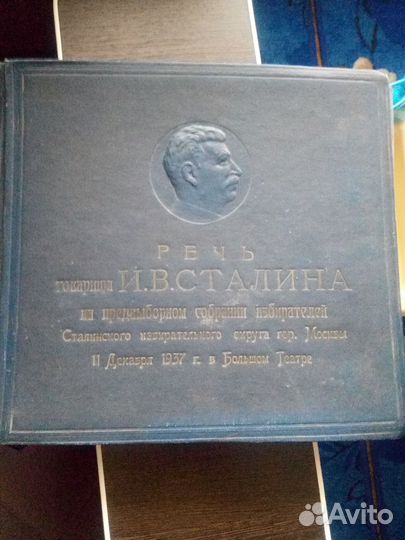 РЕЧЬ
товарища И.В.СТАЛИНА
на предвыборном собрании избирателей
Сталинского избирательного округа гор. Москвы
11 Декабря 1937 г. в Большом Театре
Avito